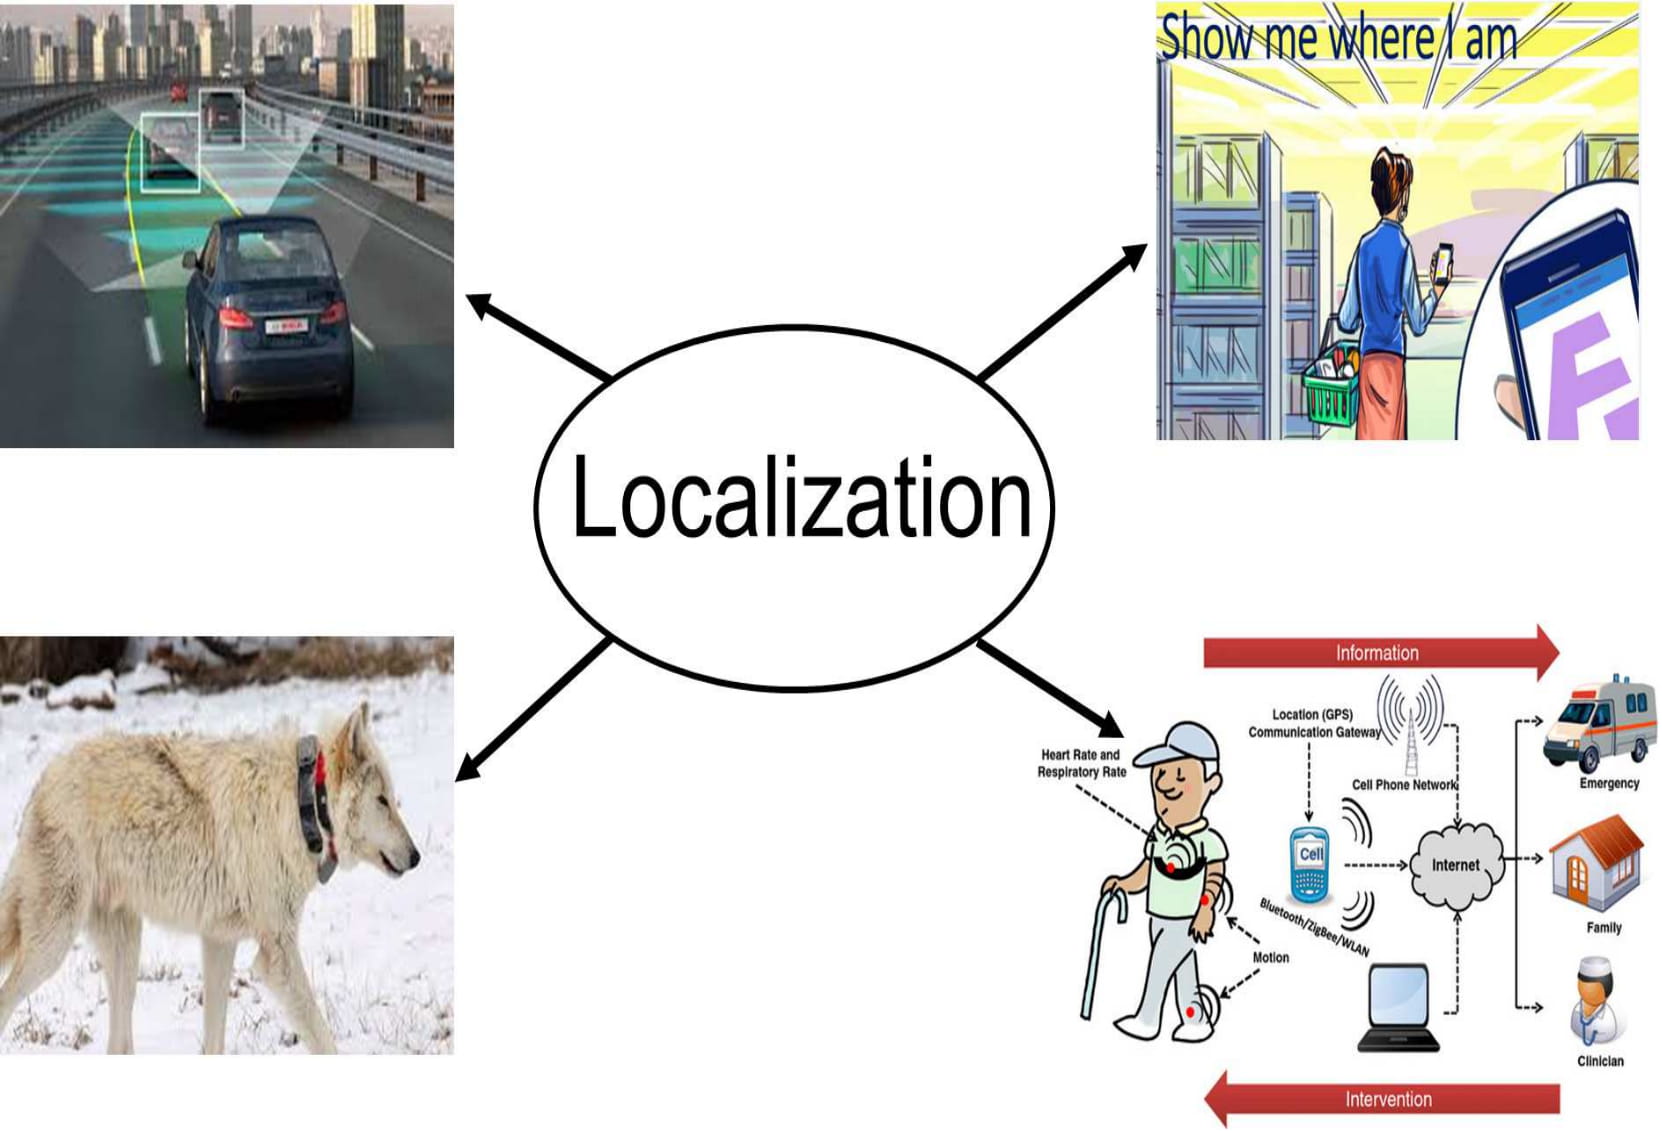 Show me where I am
Localization
Information
Location (GPS)
Communication Gateway
Heart Rate and
Respiratory Rate
Cell Phone Network
Emergency
Cell
Internet
Bluetooth/ZigBee/WLAN
Family
Motion
Clinician
Intervention